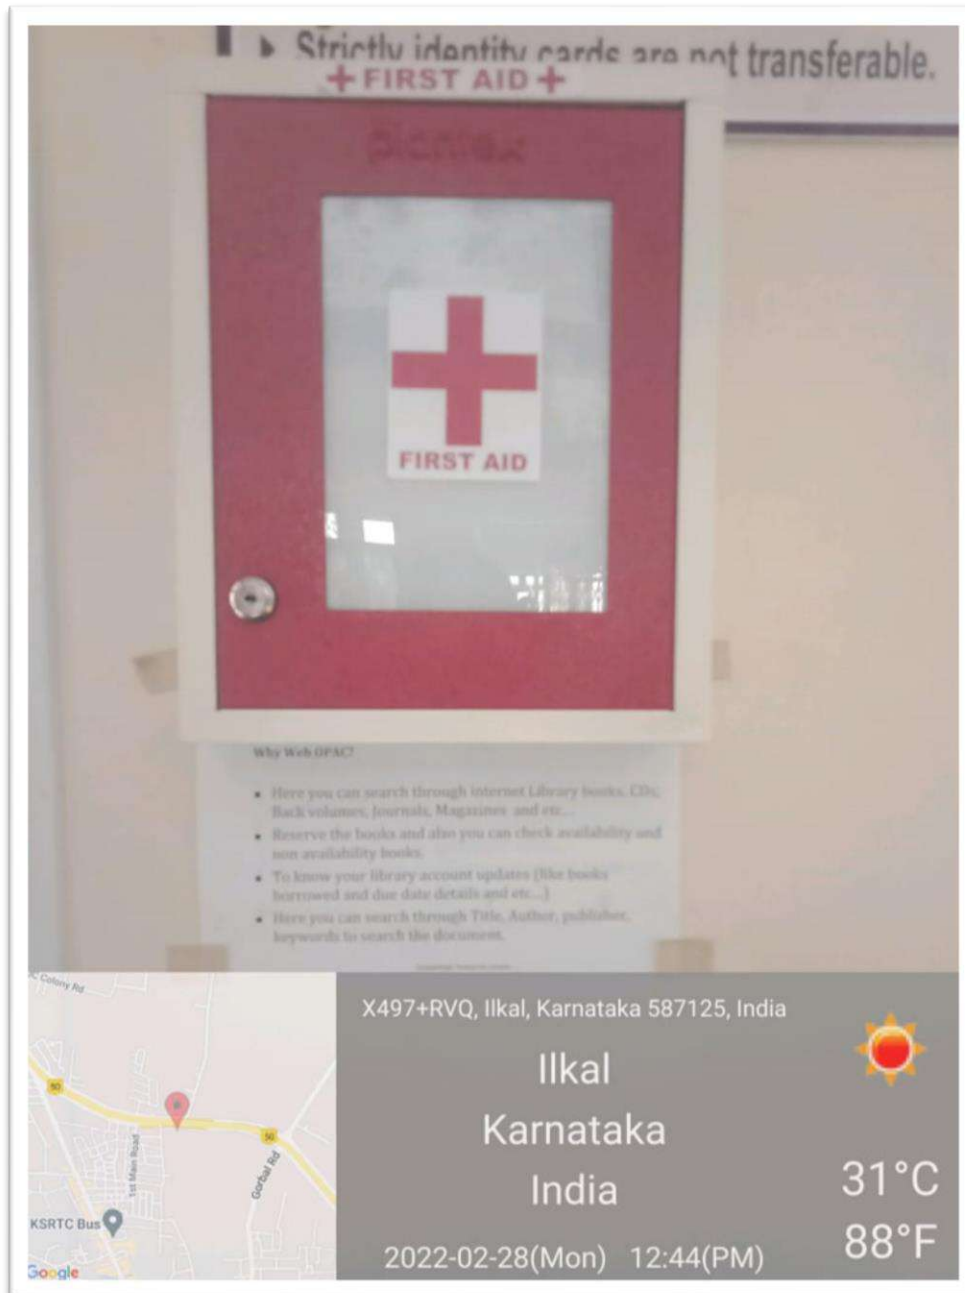 Strictly identity cards are not transferable.
FIRST AID
plantex
FIRST AID
Why Web OPAC?
Here you can search through internet Library books, CDs,
Back volumes, Journals, Magazines and etc...
Reserve the books and also you can check availability and
non availability books.
To know your library account updates (like books
borrowed and due date details and etc...)
Here you can search through Title, Author, publisher,
keywords to search the document.
Colony Rd
X497+RVQ, Ilkal, Karnataka 587125, India
Ilkal
Karnataka
India
31°C
88°F
2022-02-28(Mon) 12:44(PM)
50
50
1st Main Road
Gorbal Rd
KSRTC Bus
Google